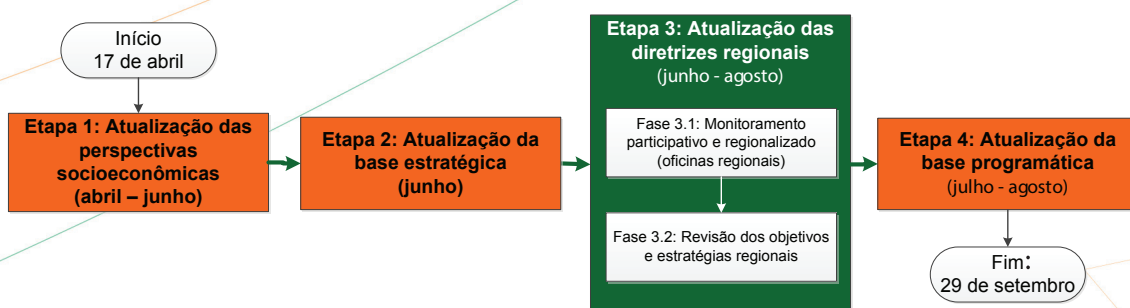 Início
17 de abril
Etapa 1: Atualização das
perspectivas
socioeconômicas
(abril – junho)
Etapa 2: Atualização da
base estratégica
(junho)
Etapa 3: Atualização das
diretrizes regionais
(junho - agosto)
Fase 3.1: Monitoramento
participativo e regionalizado
(oficinas regionais)
Fase 3.2: Revisão dos objetivos
e estratégias regionais
Etapa 4: Atualização da
base programática
(julho - agosto)
Fim:
29 de setembro